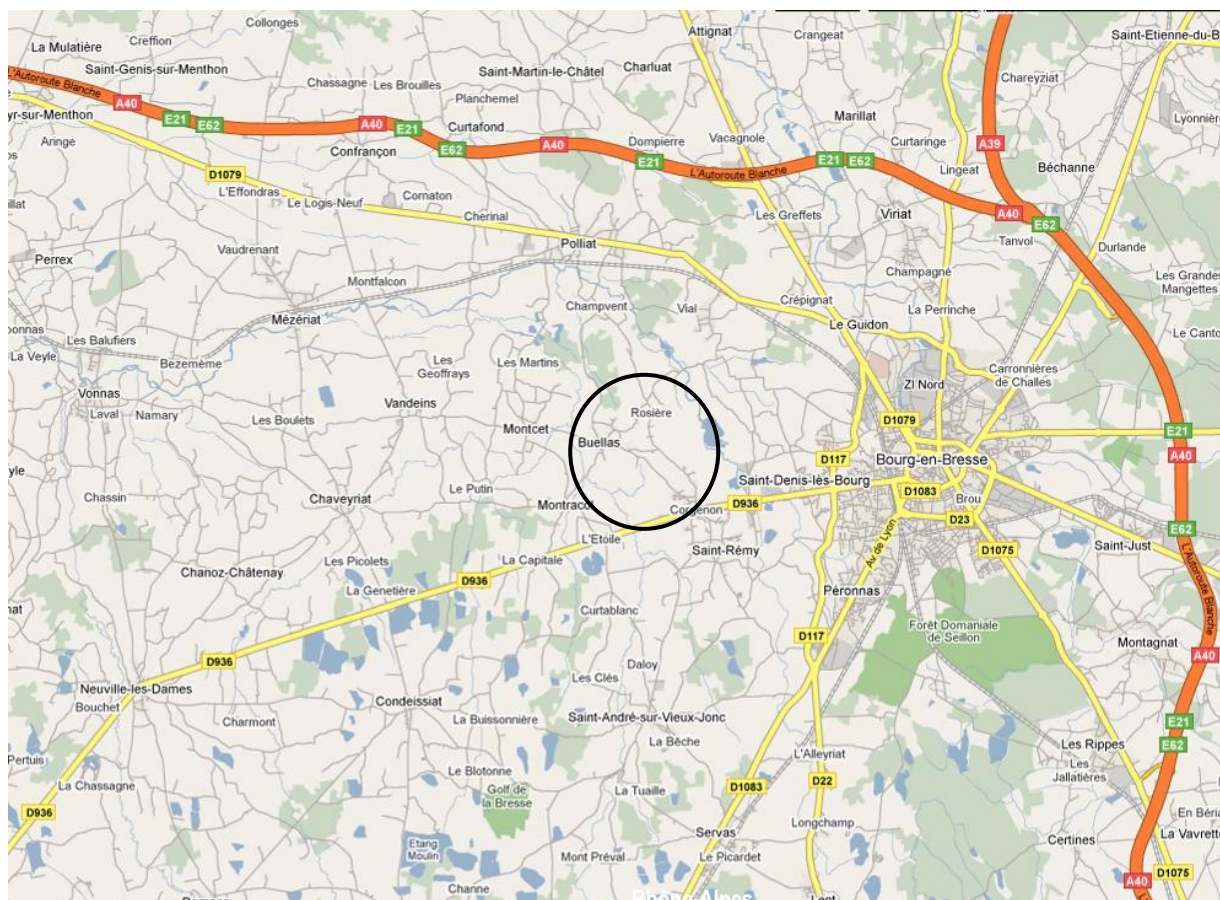 Collonges
Creffion
La Mulatière
Saint-Genis-sur-Menthon
Attignat
Crangeat
Saint-Etienne-du-B
Chassagne
Les Brouilles
Saint-Martin-le-Châtel
Charluat
Chareyziat
L'Autoroute Blanche
Planchemel
Marillat
Lyonnière
A40
E21
E62
yr-sur-Menthon
Aringe
A40
E21
Curtafond
E62
A40
Confrançon
Dompierre
E21
Vacagnole
L'Autoroute Blanche
E21
E62
Curtaringe
Lingeat
A39
Béchanne
D1079
L'Effondras
Le Logis-Neuf
Cornaton
Cherinal
Les Greffets
Viriat
A40
E62
Tanvol
Durlande
Vaudrenant
Polliat
Perrex
Montfalcon
Champagné
Les Grandes
Mangettes
Mézériat
Champvent
Vial
Crépignat
La Perrinche
Le Guidon
Le Canto
La Veyle
Les Balufiers
Bezemème
Les
Geoffrays
Les Martins
Carronnières
de Challes
ZI Nord
Vonnas
Laval
Namary
Les Boulets
Vandeins
Rosière
D1079
Montcet
Buellas
E21
A40
D117
Bourg-en-Bresse
Chassin
Chaveyriat
Le Putin
Montracol
Saint-Denis-lès-Bourg
D1083
Brou
Corgenon
D936
D23
E62
L'Etoile
Av de Lyon
Saint-Rémy
D1075
Saint-Just
L'Autoroute Blanche
Les Picolets
La Capitale
Chanoz-Châtenay
D936
La Genetière
Péronnas
Curtablanc
Forêt Domaniale
de Seillon
D117
Montagnat
D936
A40
Daloy
Les Clés
Neuville-les-Dames
Bouchet
Condeissiat
Charmont
La Buissonnière
Saint-André-sur-Vieux-Jonc
E21
La Bêche
E62
Les Rippes
Pertuis
L'Alleyriat
Les
Jallatières
La Chassagne
Le Blotonne
D1083
D22
Golf de
la Bresse
La Tuaille
D936
En Béria
Longchamp
Servas
Certines
La Vavrette
Etang
Moulin
Mont Préval
Le Picardet
Channe
A40
D1075
Rhône-Alpes